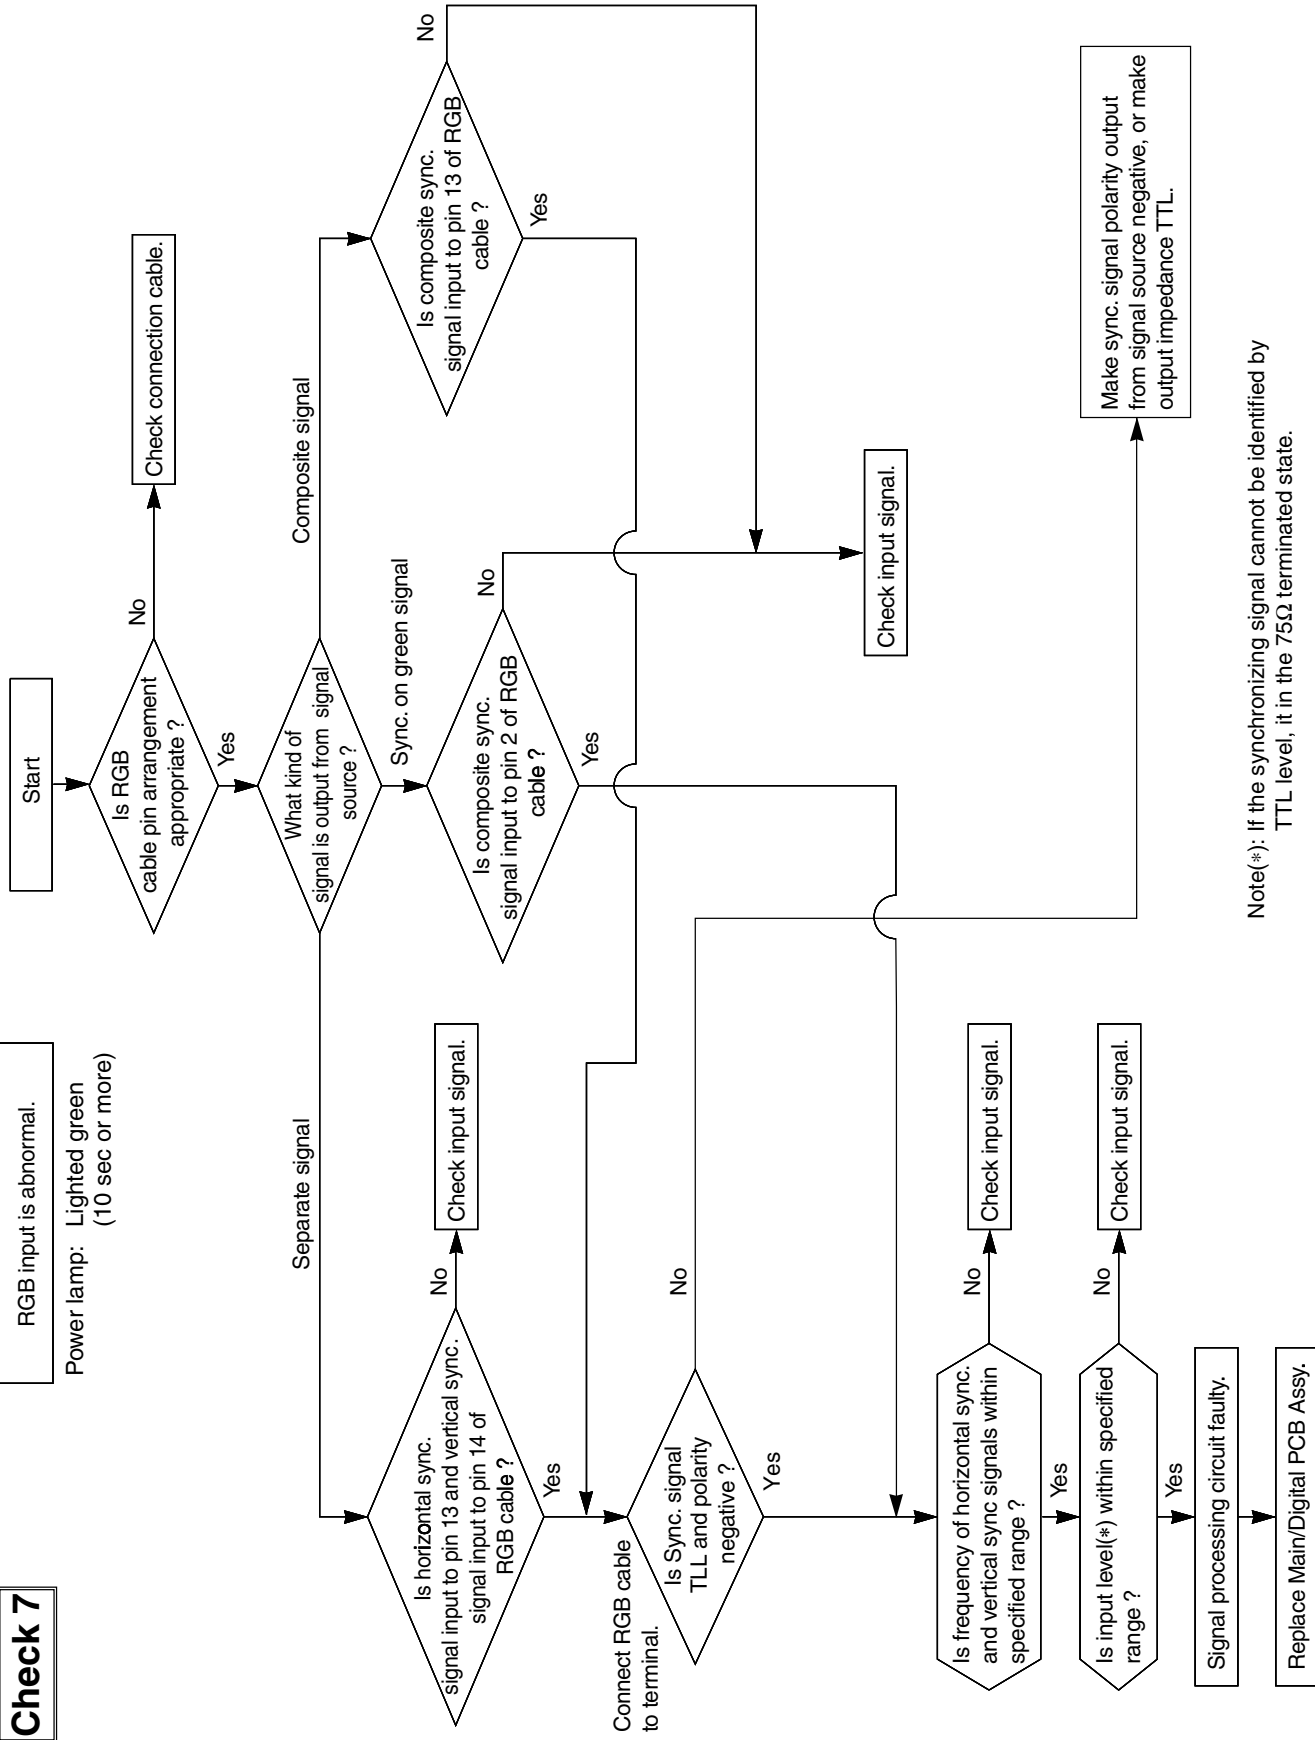 Check 7
RGB input is abnormal.
Power lamp: Lighted green
(10 sec or more)
Start
Is RGB
cable pin arrangement
appropriate ?
No
Check connection cable.
Yes
What kind of
signal is output from signal
source ?
Separate signal
Sync. on green signal
Composite signal
Is horizontal sync.
signal input to pin 13 and vertical sync.
signal input to pin 14 of
RGB cable ?
No
Check input signal.
Yes
Is composite sync.
signal input to pin 2 of RGB
cable ?
No
Yes
Is composite sync.
signal input to pin 13 of RGB
cable ?
No
Yes
Check input signal.
Connect RGB cable
to terminal.
Is Sync. signal
TLL and polarity
negative ?
No
Yes
Make sync. signal polarity output
from signal source negative, or make
output impedance TTL.
Is frequency of horizontal sync.
and vertical sync signals within
specified range ?
No
Check input signal.
Yes
Is input level(*) within specified
range ?
No
Check input signal.
Yes
Signal processing circuit faulty.
Replace Main/Digital PCB Assy.
Note(*): If the synchronizing signal cannot be identified by
TTL level, it in the 75Ω terminated state.